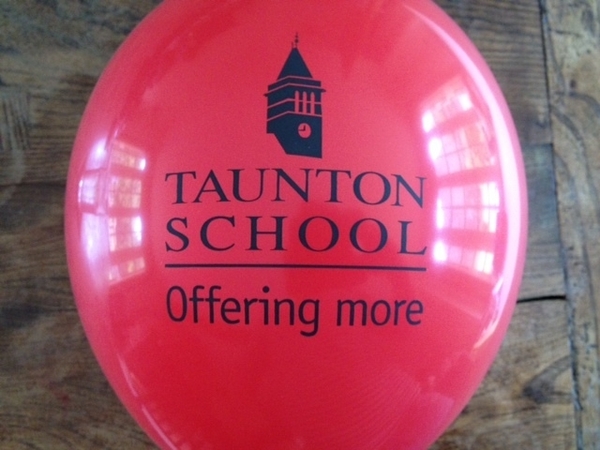 TAUNTON
SCHOOL
Offering more